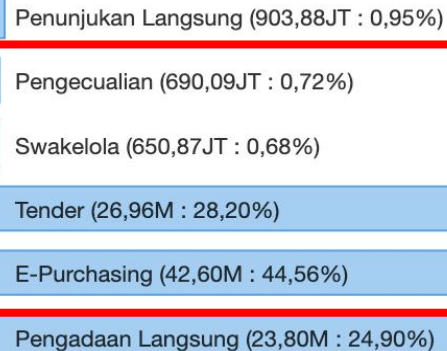 Penunjukan Langsung (903,88JT : 0,95%)
Pengecualian (690,09JT : 0,72%)
Swakelola (650,87JT : 0,68%)
Tender (26,96M : 28,20%)
E-Purchasing (42,60M : 44,56%)
Pengadaan Langsung (23,80M : 24,90%)